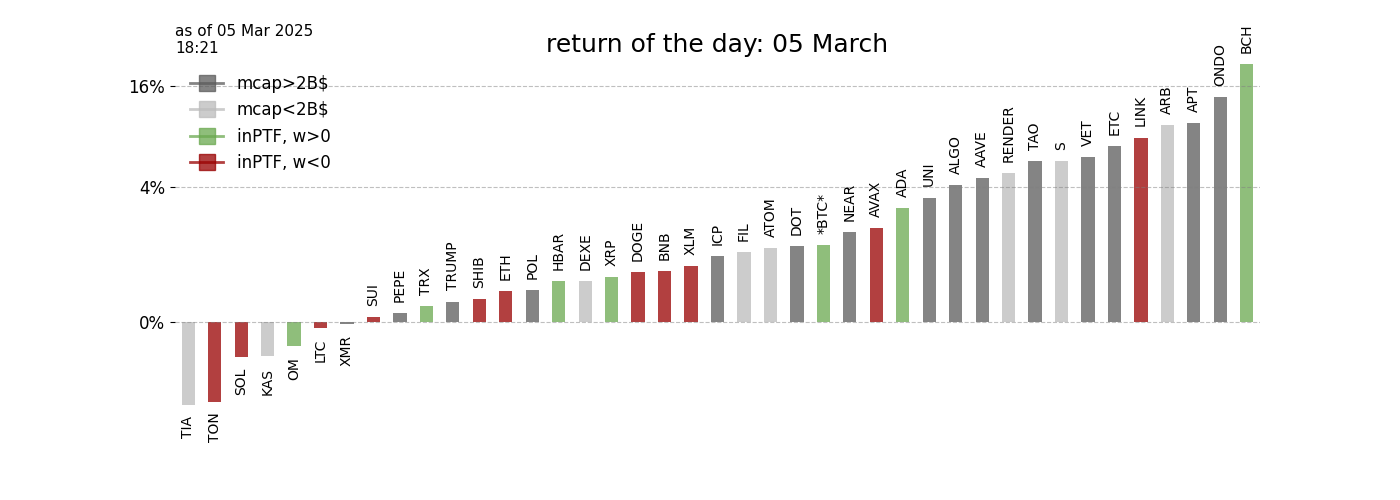 as of 05 Mar 2025
18:21
return of the day: 05 March
mcap>2B$
mcap<2B$
inPTF, w>0
inPTF, w<0
16%
4%
0%
TIA
TON
SOL
KAS
OM
LTC
XMR
SUI
PEPE
TRX
TRUMP
SHIB
ETH
POL
HBAR
DEXE
XRP
DOGE
BNB
XLM
ICP
FIL
ATOM
DOT
*BTC*
NEAR
AVAX
ADA
UNI
ALGO
AAVE
RENDER
TAO
S
VET
ETC
LINK
ARB
APT
ONDO
BCH